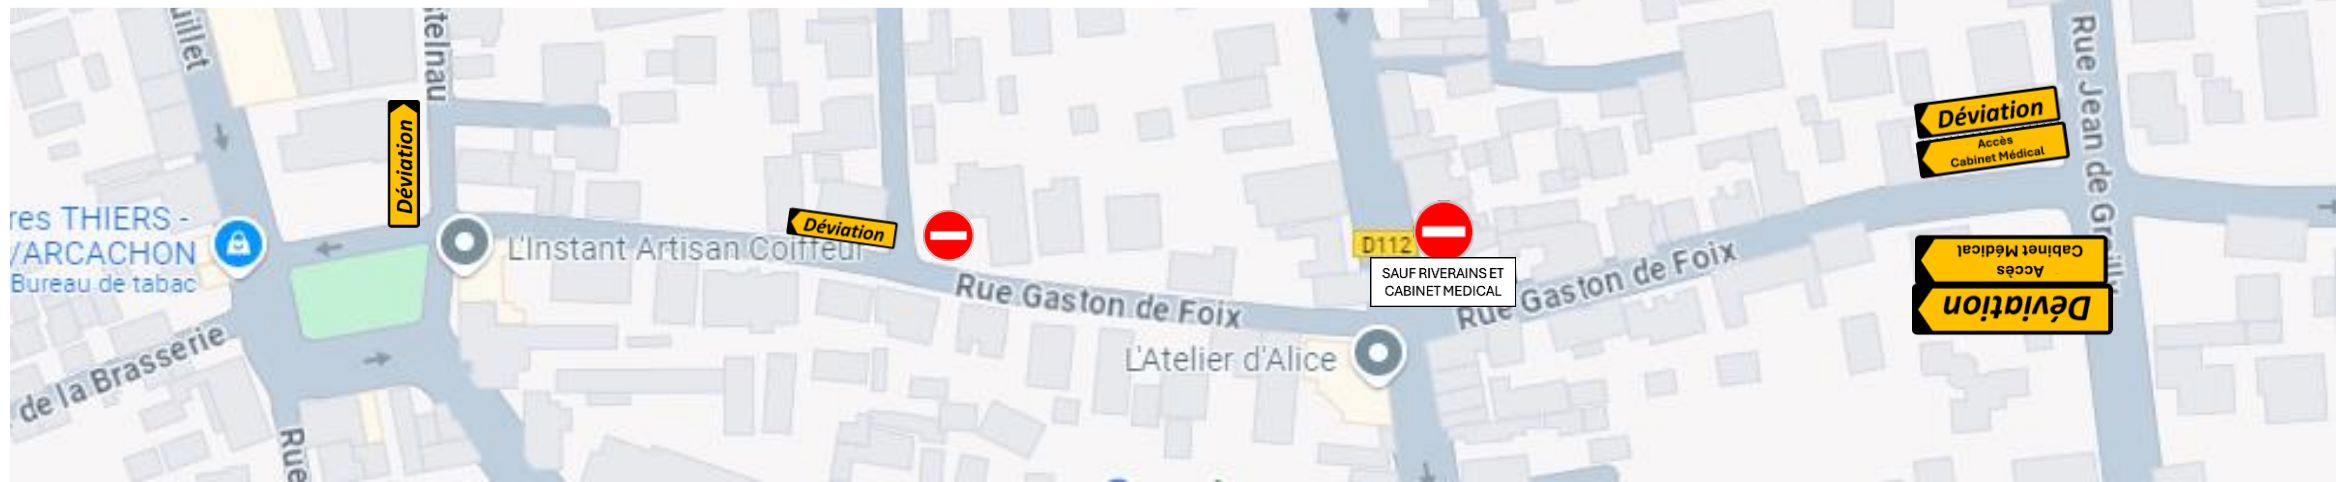 uillet
telnau
Déviation
res THIERS -
/ARCACHON
Bureau de tabac
de la Brasserie
Rue
L'Instant Artisan Coiffeur
Déviation
Rue Gaston de Foix
L'Atelier d'Alice
D112
SAUF RIVERAINS ET
CABINET MEDICAL
Rue Gaston de Foix
Déviation
Accès
Cabinet Médical
Rue Jean de Grailly
Accès
Cabinet Médical
Déviation